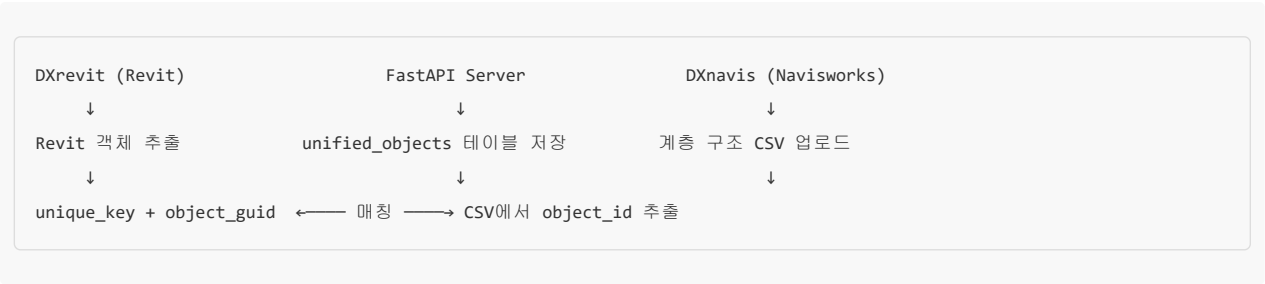 DXrevit (Revit) FastAPI Server DXnavis (Navisworks)
↓ ↓ ↓
Revit 객체 추출 unified_objects 테이블 저장 계층 구조 CSV 업로드
↓ ↓ ↓
unique_key + object_guid ←──── 매칭 ────→ CSV에서 object_id 추출